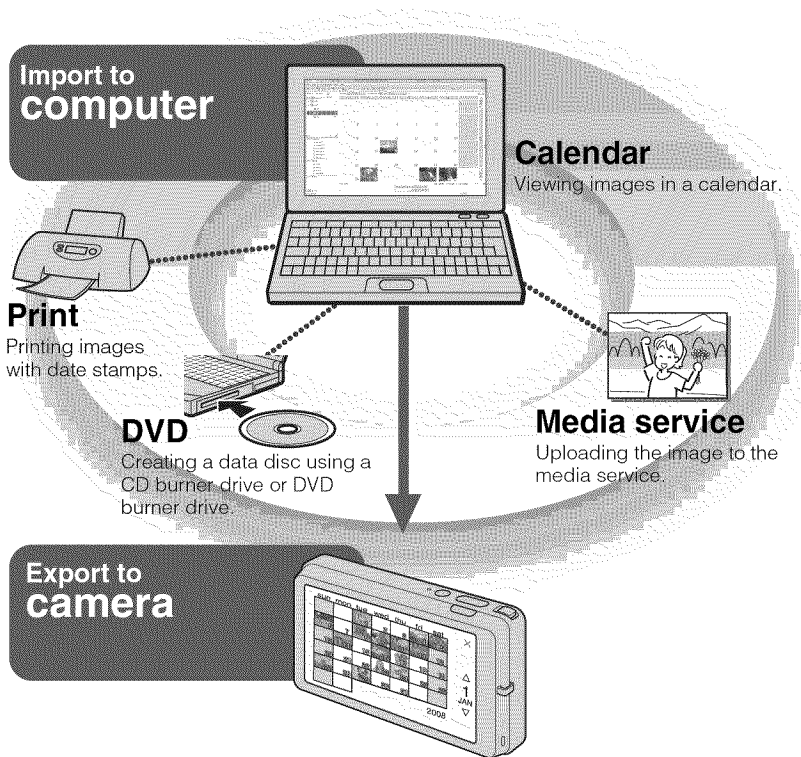 Import to
computer
Calendar
Viewing images in a calendar.
Print
Printing images
with date stamps.
DVD
Creating a data disc using a
CD burner drive or DVD
burner drive.
Media service
Uploading the image to the
media service.
Export to
camera
sun mon tue wed thu fri sat
1
JAN
2008